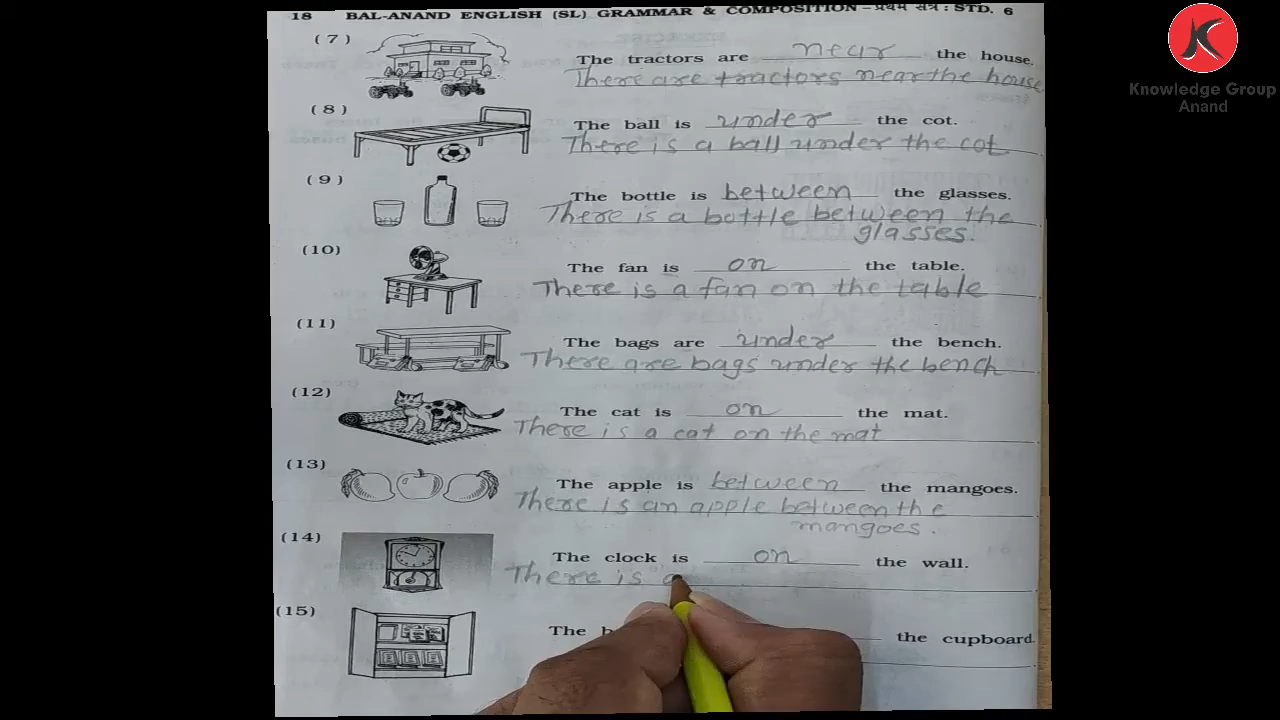 18 BAL-ANAND ENGLISH (SL) GRAMMAR & COMPOSITION – प्रथम सत्र : STD. 6
Knowledge Group
Anand
(7)
The tractors are near the house.
There are tractors near the house.
(8)
The ball is under the cot.
There is a ball under the cot
(9)
The bottle is between the glasses.
There is a bottle between the
glasses.
(10)
The fan is on the table.
There is a fan on the table
(11)
The bags are under the bench.
There are bags under the bench
(12)
The cat is on the mat.
There is a cat on the mat
(13)
The apple is between the mangoes.
There is an apple between the
mangoes.
(14)
The clock is on the wall.
There is a
(15)
The the cupboard.